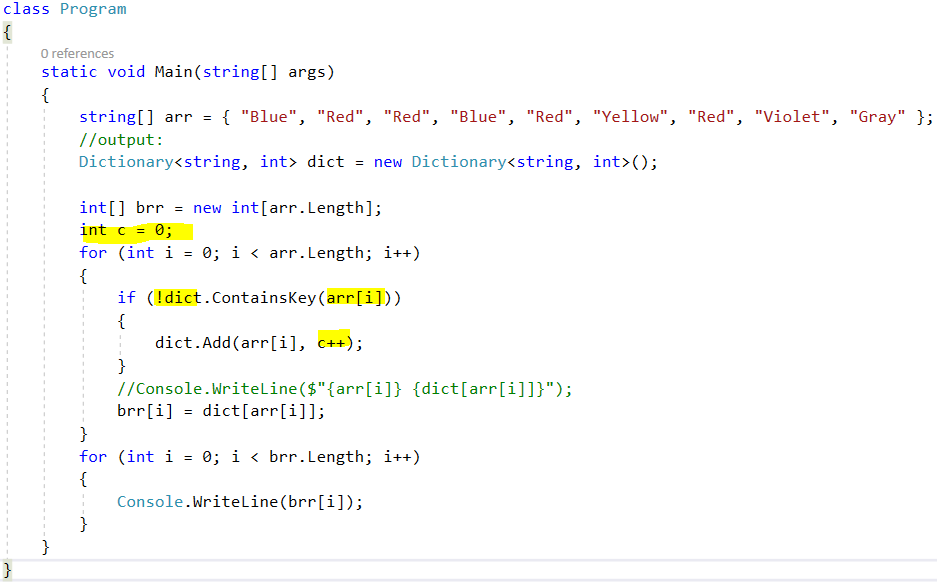 class Program
{
0 references
static void Main(string[] args)
{
string[] arr = { "Blue", "Red", "Red", "Blue", "Red", "Yellow", "Red", "Violet", "Gray" };
//output:
Dictionary<string, int> dict = new Dictionary<string, int>();
int[] brr = new int[arr.Length];
int c = 0;
for (int i = 0; i < arr.Length; i++)
{
if (!dict.ContainsKey(arr[i]))
{
dict.Add(arr[i], c++);
}
//Console.WriteLine($"{arr[i]} {dict[arr[i]]}");
brr[i] = dict[arr[i]];
}
for (int i = 0; i < brr.Length; i++)
{
Console.WriteLine(brr[i]);
}
}
}